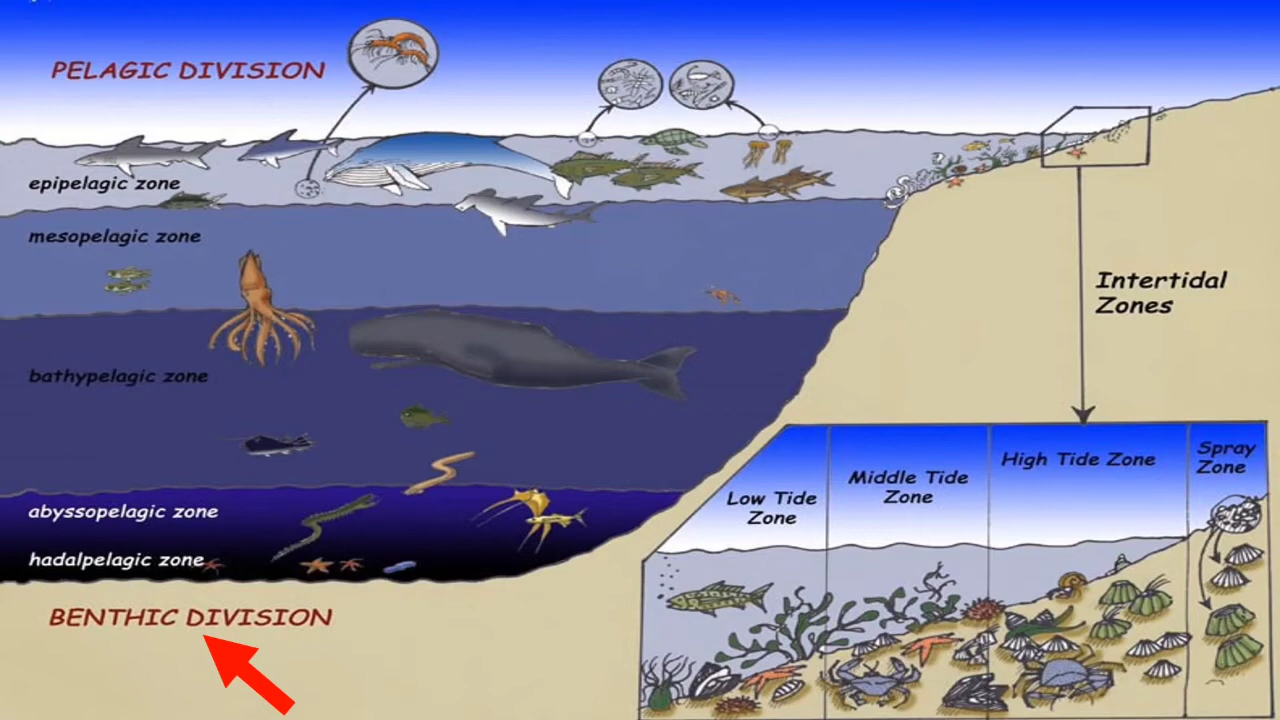 PELAGIC DIVISION
epipelagic zone
mesopelagic zone
bathypelagic zone
abyssopelagic zone
hadalpelagic zone
BENTHIC DIVISION
Intertidal
Zones
Low Tide
Zone
Middle Tide
Zone
High Tide Zone
Spray
Zone